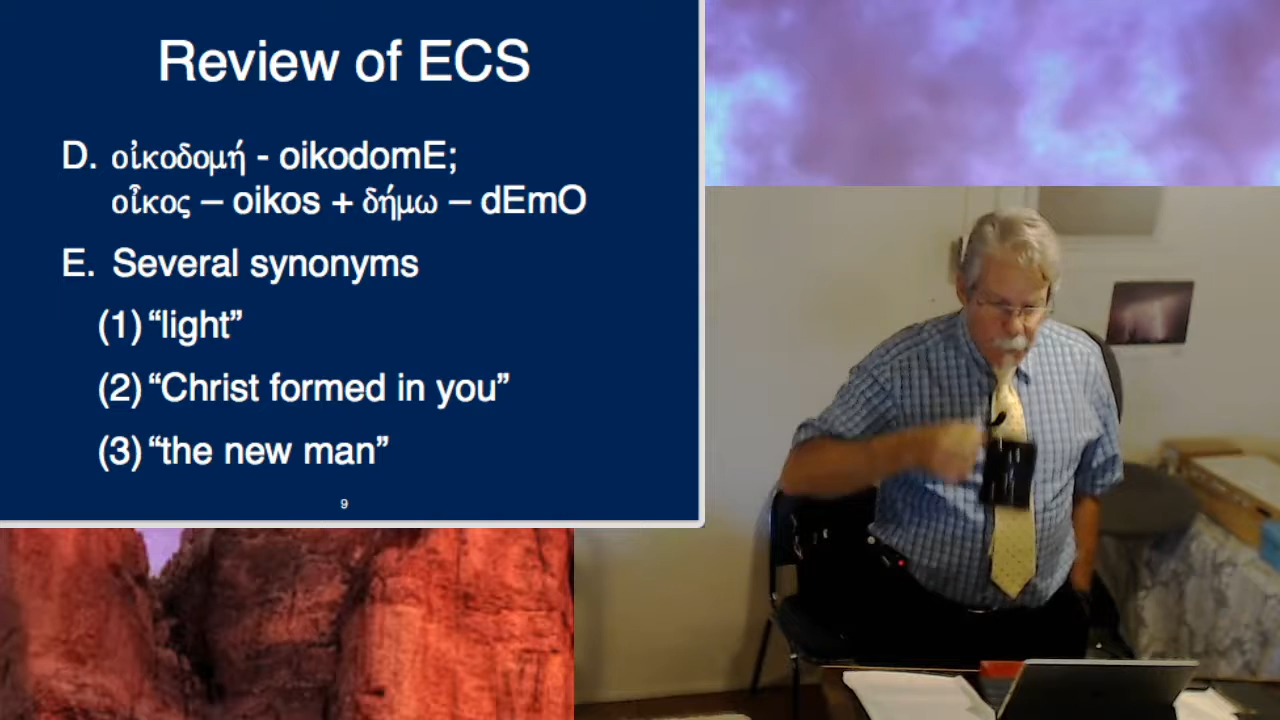 Review of ECS
D. οἰκοδομή - oikodomE;
οἶκος – oikos + δήμω – dEmO
E. Several synonyms
(1) “light”
(2) “Christ formed in you”
(3) “the new man”
9